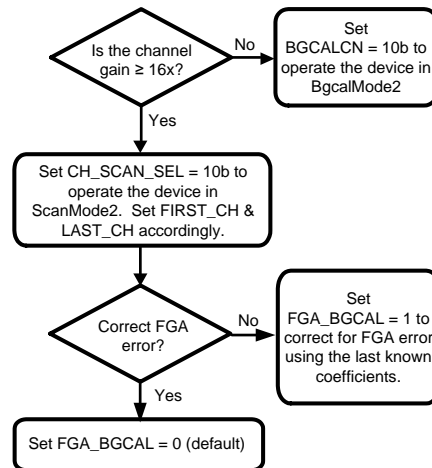 Is the channel
gain ≥ 16x?
No
Set
BGCALCN = 10b to
operate the device in
BgcalMode2
Yes
Set CH_SCAN_SEL = 10b to
operate the device in
ScanMode2. Set FIRST_CH &
LAST_CH accordingly.
Correct FGA
error?
No
Set
FGA_BGCAL = 1 to
correct for FGA error
using the last known
coefficients.
Yes
Set FGA_BGCAL = 0 (default)